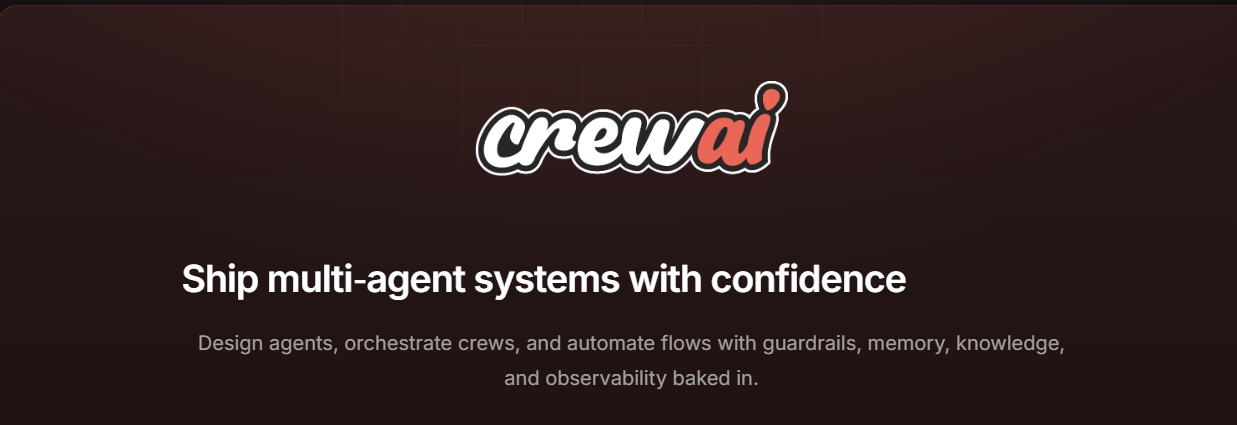 crewai
Ship multi-agent systems with confidence
Design agents, orchestrate crews, and automate flows with guardrails, memory, knowledge,
and observability baked in.